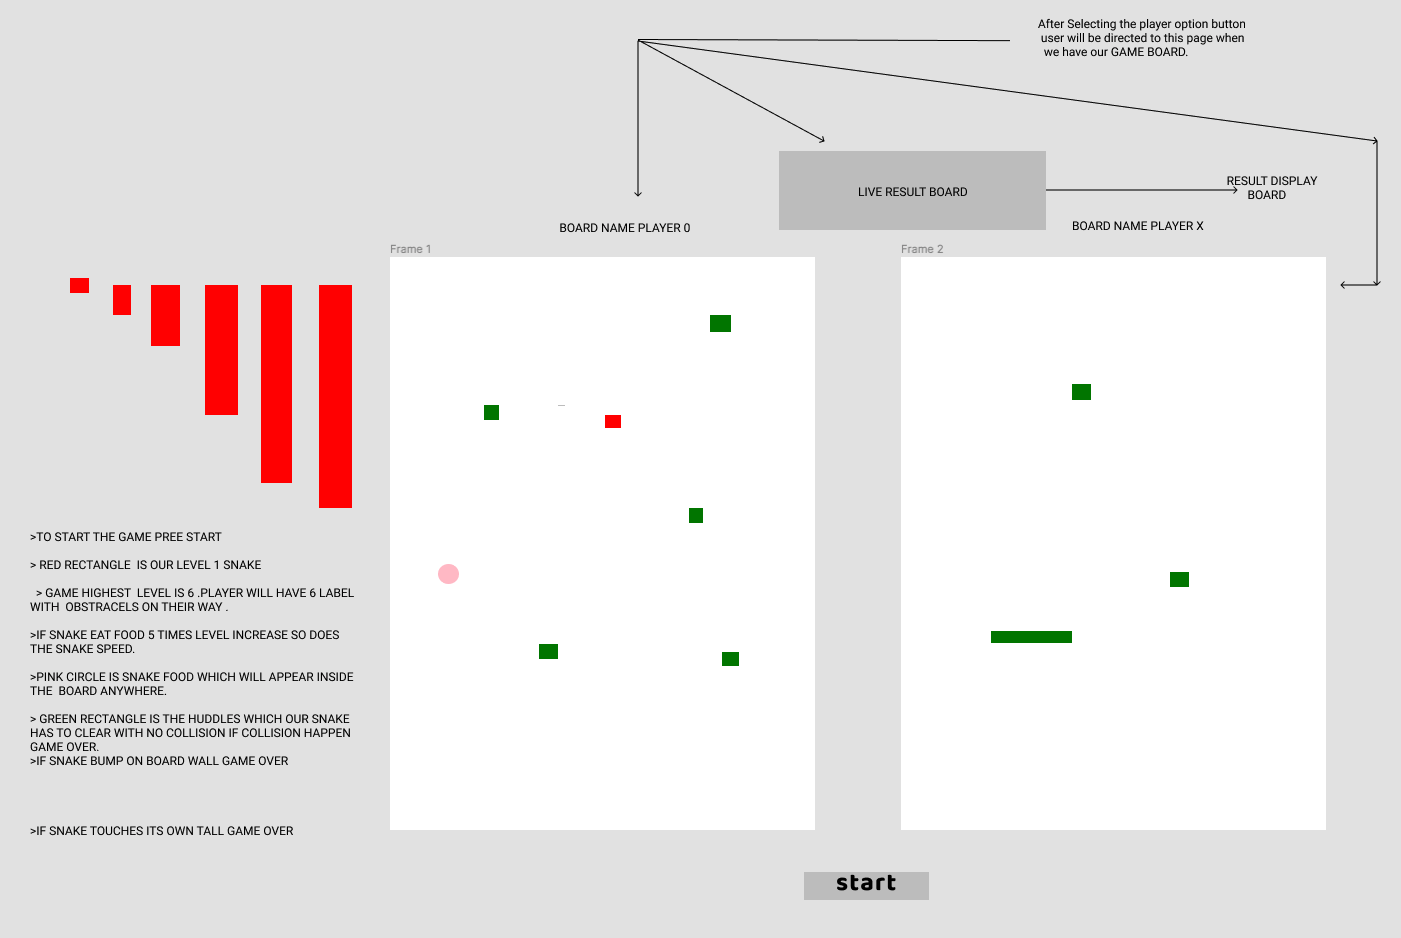 After Selecting the player option button
user will be directed to this page when
we have our GAME BOARD.
LIVE RESULT BOARD
RESULT DISPLAY
BOARD
BOARD NAME PLAYER 0
BOARD NAME PLAYER X
Frame 1
Frame 2
>TO START THE GAME PREE START
> RED RECTANGLE  IS OUR LEVEL 1 SNAKE
> GAME HIGHEST  LEVEL IS 6 .PLAYER WILL HAVE 6 LABEL
WITH  OBSTRACELS ON THEIR WAY .
>IF SNAKE EAT FOOD 5 TIMES LEVEL INCREASE SO DOES
THE SNAKE SPEED.
>PINK CIRCLE IS SNAKE FOOD WHICH WILL APPEAR INSIDE
THE  BOARD ANYWHERE.
> GREEN RECTANGLE IS THE HUDDLES WHICH OUR SNAKE
HAS TO CLEAR WITH NO COLLISION IF COLLISION HAPPEN
GAME OVER.
>IF SNAKE BUMP ON BOARD WALL GAME OVER
>IF SNAKE TOUCHES ITS OWN TALL GAME OVER
start